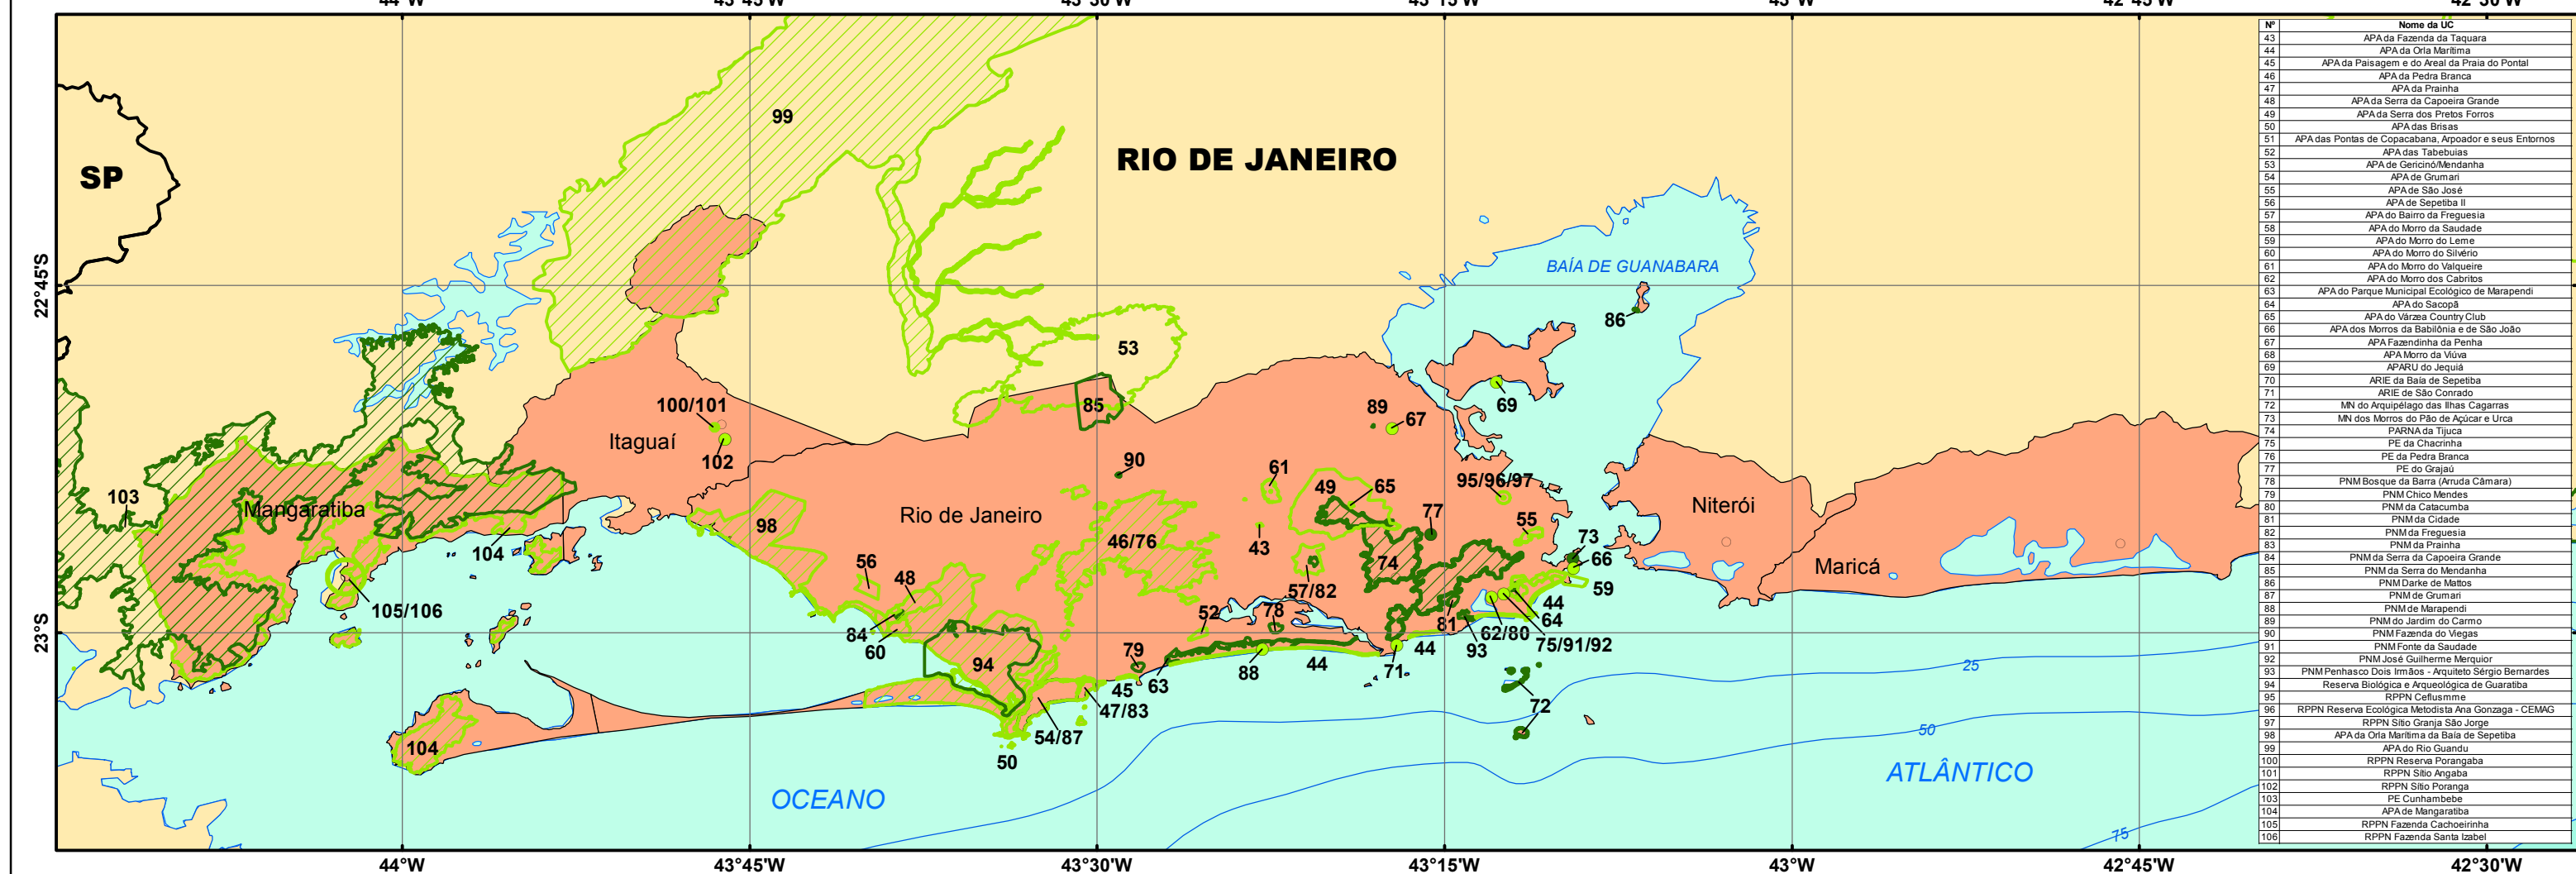 44°W 43°45'W 43°30'W 43°15'W 43°W 42°45'W 42°30'W
Nº Nome da UC
43 APA da Fazenda da Taquara
44 APA da Orla Marítima
45 APA da Paisagem e do Areal da Praia do Pontal
46 APA da Pedra Branca
47 APA da Prainha
48 APA da Serra da Capoeira Grande
49 APA da Serra dos Pretos Forros
50 APA das Brisas
51 APA das Pontas de Copacabana, Arpoador e seus Entornos
52 APA das Tabebuias
53 APA de Gericinó/Mendanha
54 APA de Grumari
55 APA de São José
56 APA de Sepetiba II
57 APA do Bairro da Freguesia
58 APA do Morro da Saudade
59 APA do Morro do Leme
60 APA do Morro do Silvério
61 APA do Morro do Valqueire
62 APA do Morro dos Cabritos
63 APA do Parque Municipal Ecológico de Marapendi
64 APA do Sacopã
65 APA do Várzea Country Club
66 APA dos Morros da Babilônia e de São João
67 APA Fazendinha da Penha
68 APA Morro da Viúva
69 APARU do Jequiá
70 ARIE da Baía de Sepetiba
71 ARIE de São Conrado
72 MN do Arquipélago das Ilhas Cagarras
73 MN dos Morros do Pão de Açúcar e Urca
74 PARNA da Tijuca
75 PE da Chacrinha
76 PE da Pedra Branca
77 PE do Grajaú
78 PNM Bosque da Barra (Arruda Câmara)
79 PNM Chico Mendes
80 PNM da Catacumba
81 PNM da Cidade
82 PNM da Freguesia
83 PNM da Prainha
84 PNM da Serra da Capoeira Grande
85 PNM da Serra do Mendanha
86 PNM Darke de Mattos
87 PNM de Grumari
88 PNM de Marapendi
89 PNM do Jardim do Carmo
90 PNM Fazenda do Viegas
91 PNM Fonte da Saudade
92 PNM José Guilherme Merquior
93 PNM Penhasco Dois Irmãos - Arquiteto Sérgio Bernardes
94 Reserva Biológica e Arqueológica de Guaratiba
95 RPPN Ceflusmme
96 RPPN Reserva Ecológica Metodista Ana Gonzaga - CEMAG
97 RPPN Sítio Granja São Jorge
98 APA da Orla Marítima da Baía de Sepetiba
99 APA do Rio Guandu
100 RPPN Reserva Porangaba
101 RPPN Sítio Angaba
102 RPPN Sítio Poranga
103 PE Cunhambebe
104 APA de Mangaratiba
105 RPPN Fazenda Cachoeirinha
106 RPPN Fazenda Santa Izabel
99
RIO DE JANEIRO
SP
BAÍA DE GUANABARA
22°45'S
86
53
69
85
100/101
89
67
Itaguaí
102
90
61
95/96/97
103
Mangaratiba
49
65
Niterói
Rio de Janeiro
98
77
55
104
46/76
43
73
66
56
48
74
Maricá
57/82
59
105/106
44
52
78
64
84
81
62/80
23°S
60
75/91/92
79
94
93
44
71
44
88
25
45
63
47/83
72
54/87
50
104
50
ATLÂNTICO
OCEANO
75
44°W 43°45'W 43°30'W 43°15'W 43°W 42°45'W 42°30'W